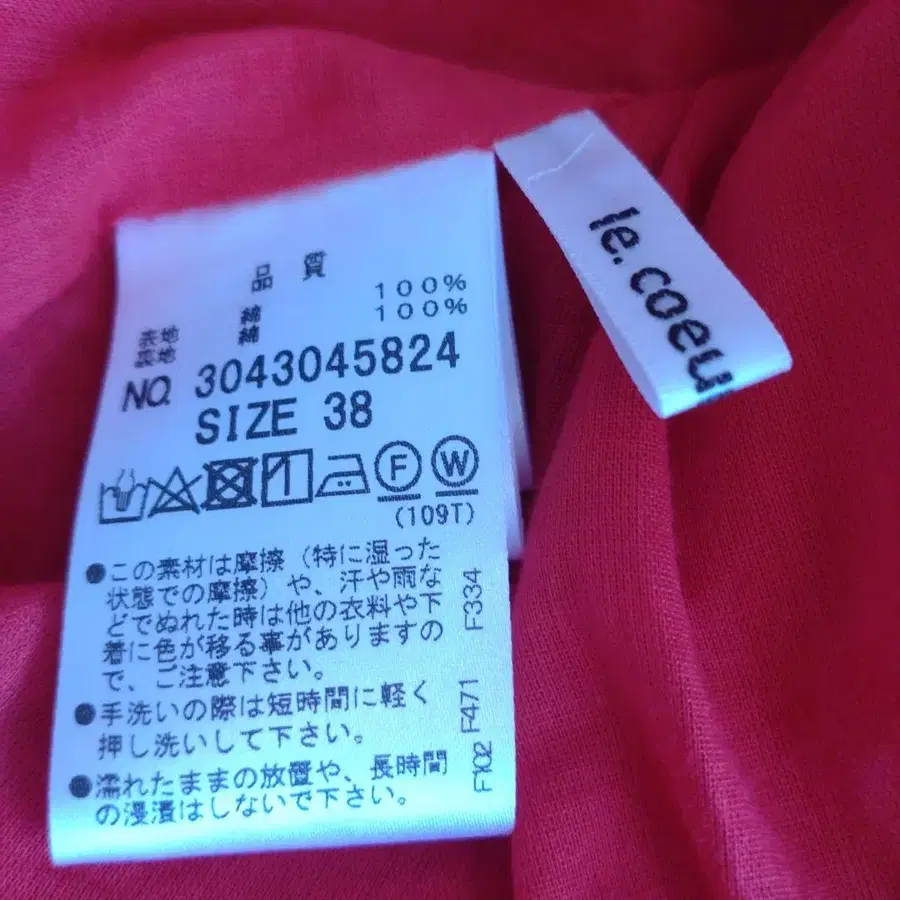 品 質
表地 綿 100%
裏地 綿 100%
NO. 3043045824
SIZE 38
F W
(109T)
●この素材は摩擦(特に湿った
状態での摩擦)や、汗や雨な
どでぬれた時は他の衣料や下
着に色が移る事がありますの
で、ご注意下さい。
●手洗いの際は短時間に軽く
押し洗いして下さい。
●濡れたままの放置や、長時間
の浸漬はしないで下さい。
F334
F471
F102
le.coeu